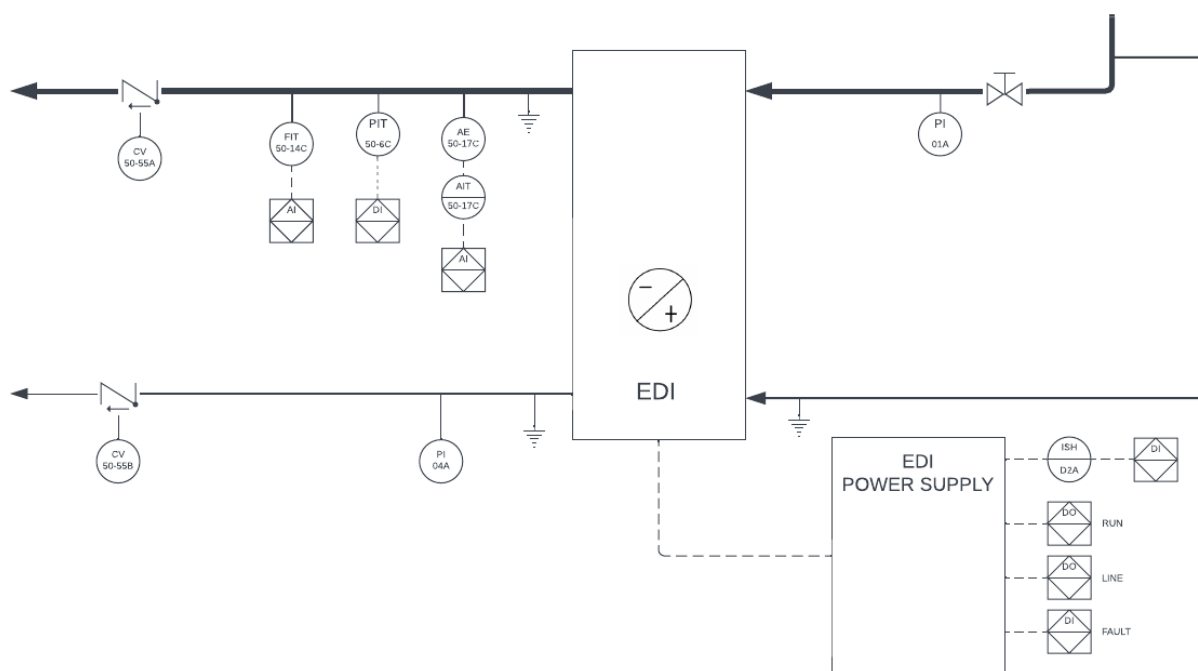 FIT
50-14C
PIT
50-6C
AE
50-17C
PI
01A
CV
50-55A
AIT
50-17C
AI
DI
AI
−
+
EDI
CV
50-55B
PI
04A
EDI
POWER SUPPLY
ISH
D2A
DI
DO
RUN
DO
LINE
DI
FAULT